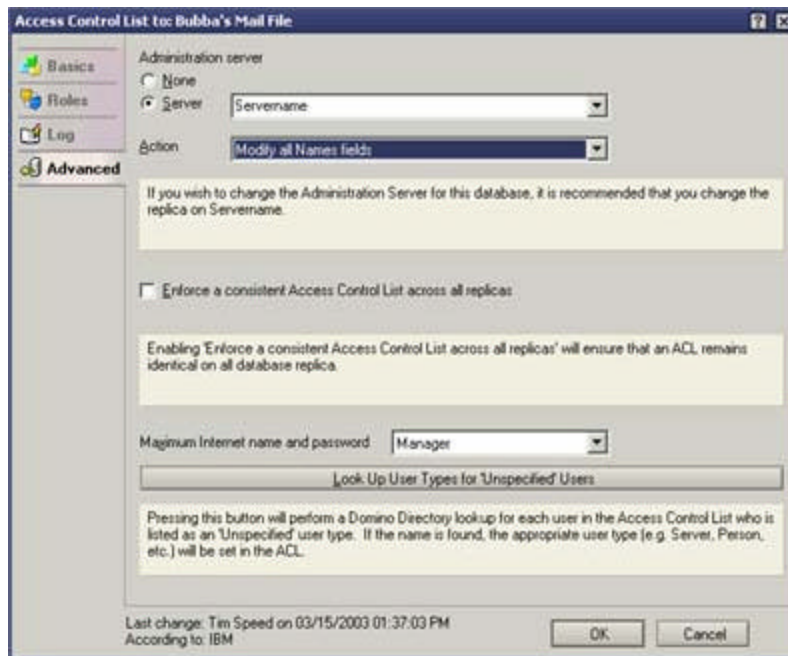 Access Control List to: Bubba's Mail File
Basics
Roles
Log
Advanced
Administration server
None
Server
Servername
Action
Modify all Names fields
If you wish to change the Administration Server for this database, it is recommended that you change the
replica on Servername.
Enforce a consistent Access Control List across all replicas
Enabling 'Enforce a consistent Access Control List across all replicas' will ensure that an ACL remains
identical on all database replica.
Maximum Internet name and password
Manager
Look Up User Types for 'Unspecified' Users
Pressing this button will perform a Domino Directory lookup for each user in the Access Control List who is
listed as an 'Unspecified' user type. If the name is found, the appropriate user type (e.g. Server, Person,
etc.) will be set in the ACL.
Last change: Tim Speed on 03/15/2003 01:37:03 PM
According to: IBM
OK
Cancel